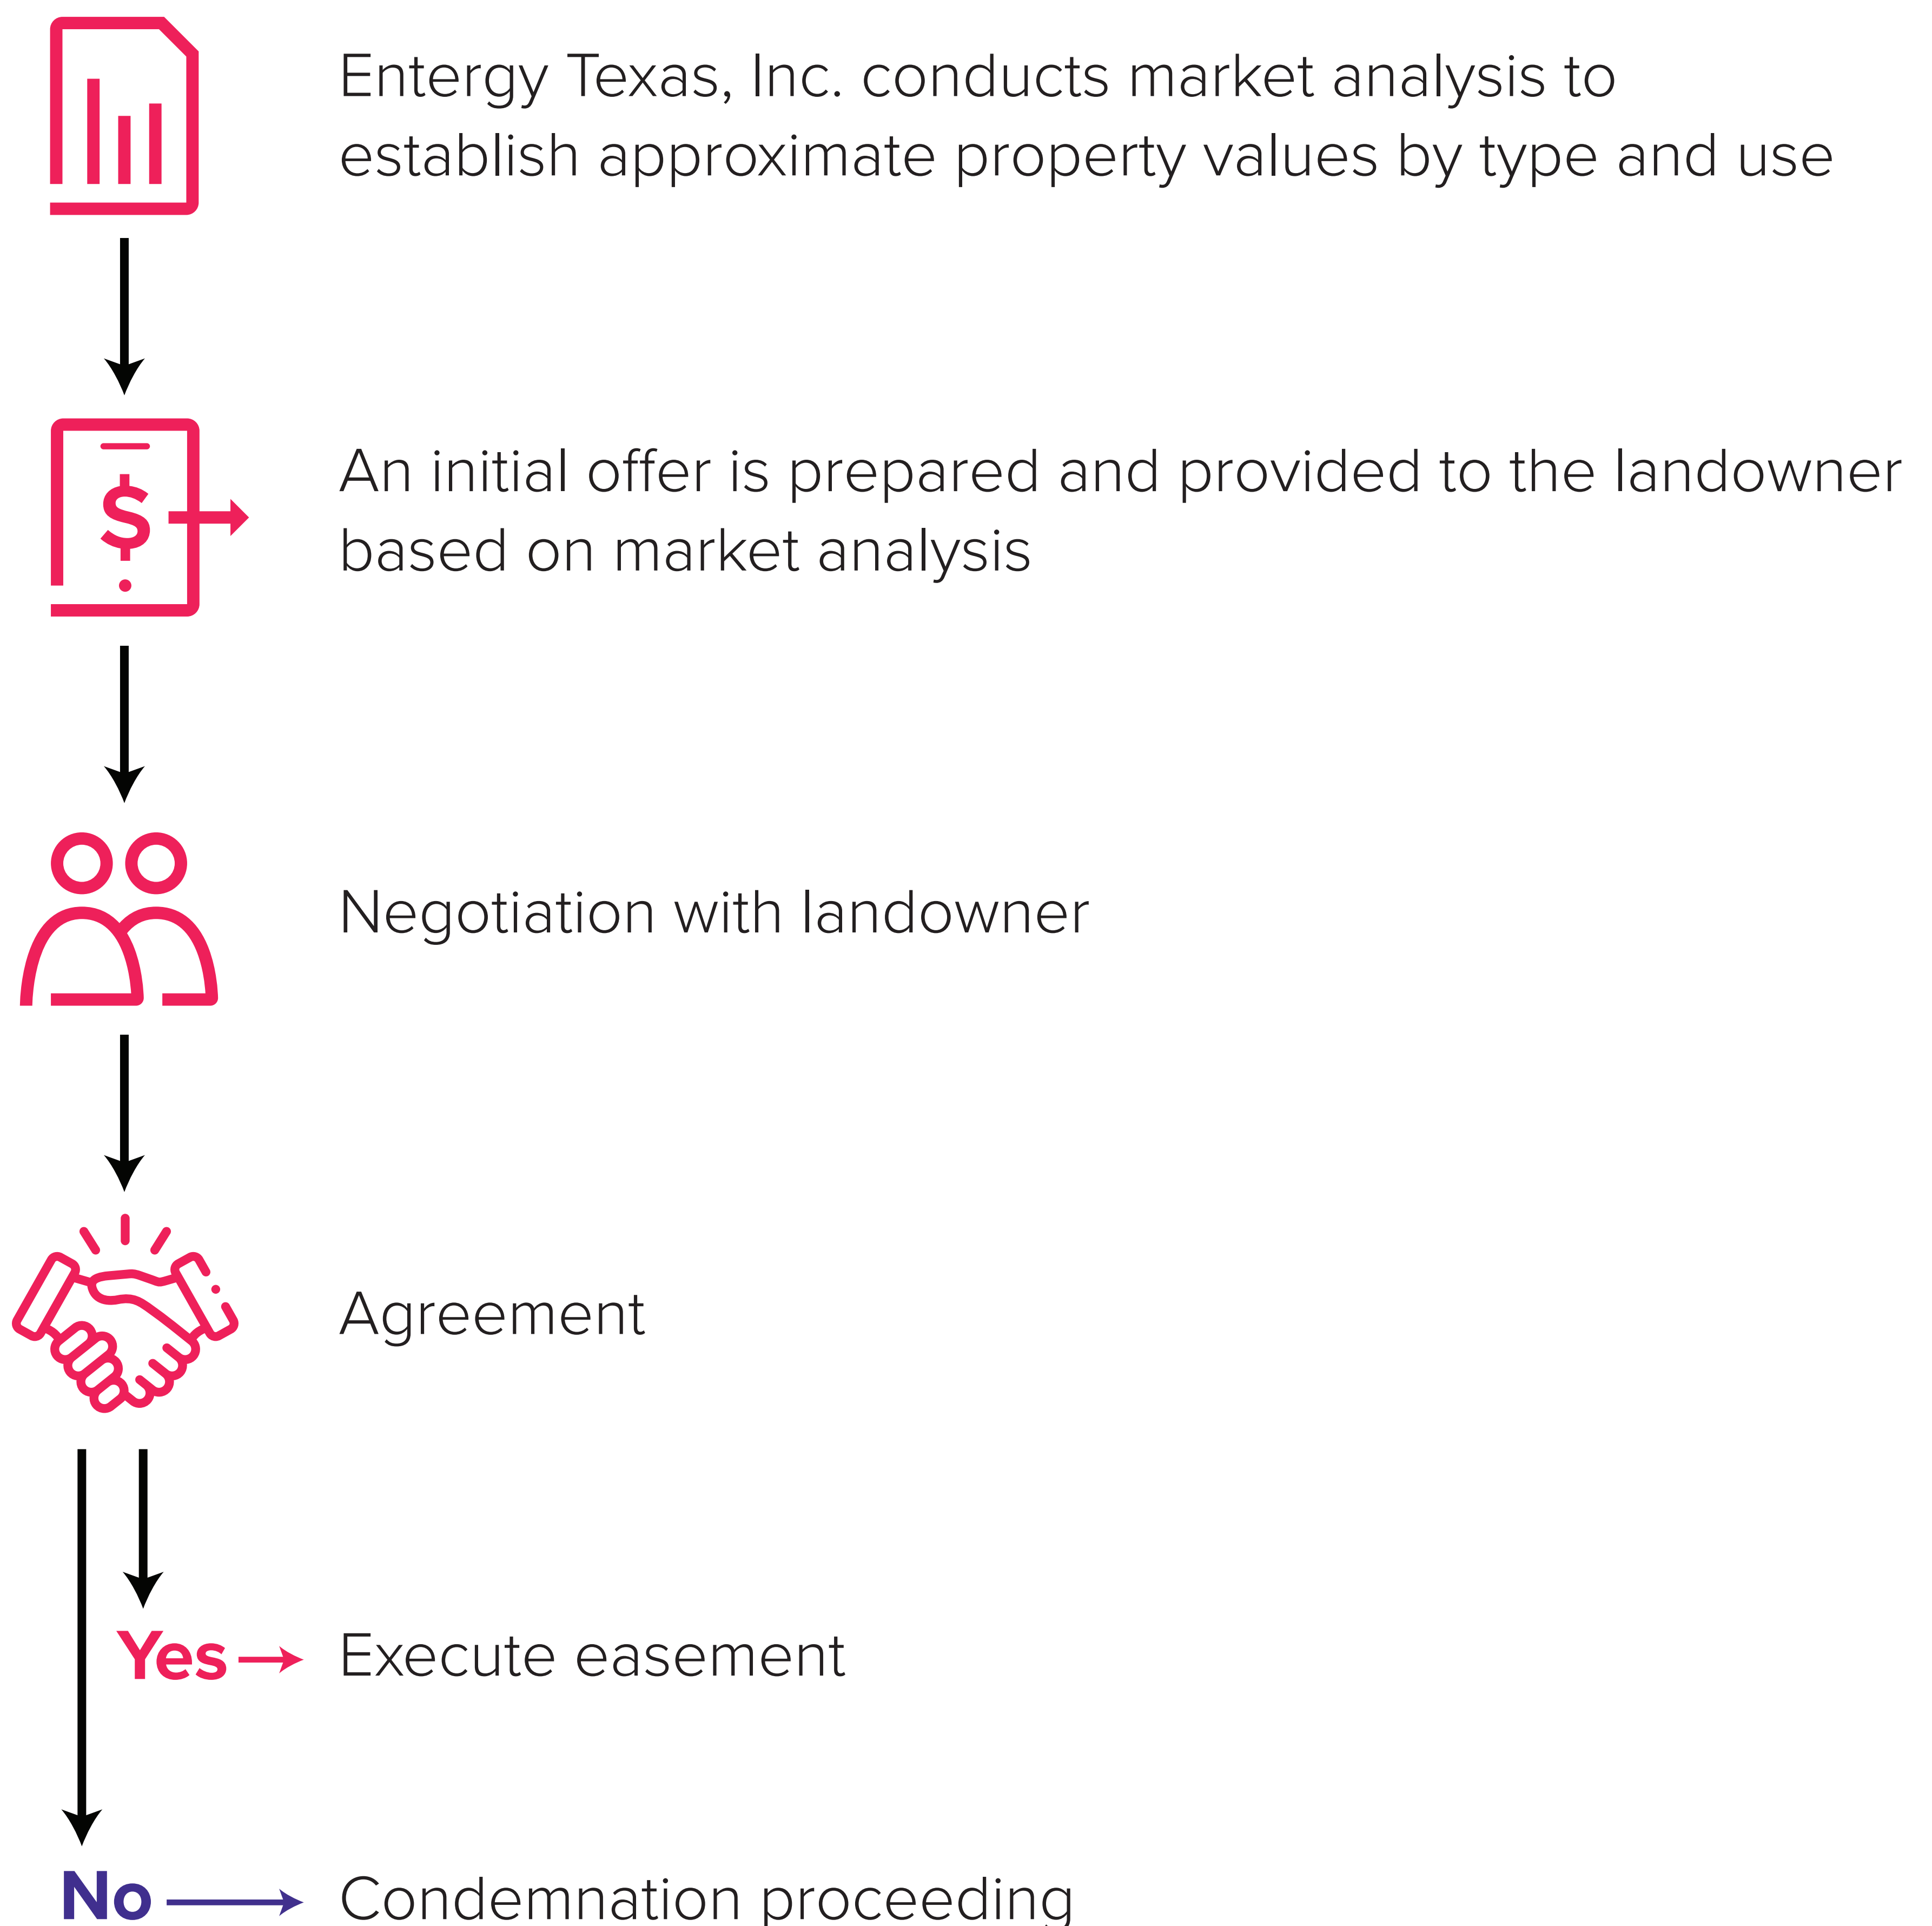 Entergy Texas, Inc. conducts market analysis to
establish approximate property values by type and use
$
An initial offer is prepared and provided to the landowner
based on market analysis
Negotiation with landowner
Agreement
Yes Execute easement
No Condemnation proceeding